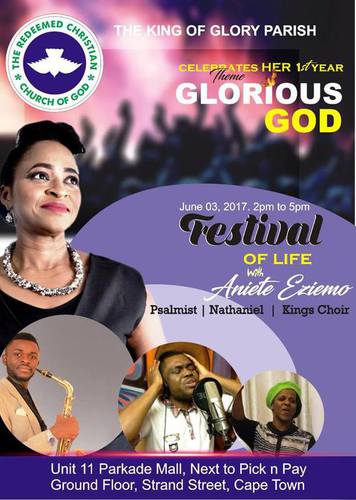 THE REDEEMED CHRISTIAN
CHURCH OF GOD
THE KING OF GLORY PARISH
CELEBRATES HER 1st YEAR
Theme
GLORIOUS
GOD
June 03, 2017. 2pm to 5pm
Festival
OF LIFE
With
Aniete Eziemo
Psalmist | Nathaniel | Kings Choir
Unit 11 Parkade Mall, Next to Pick n Pay
Ground Floor, Strand Street, Cape Town